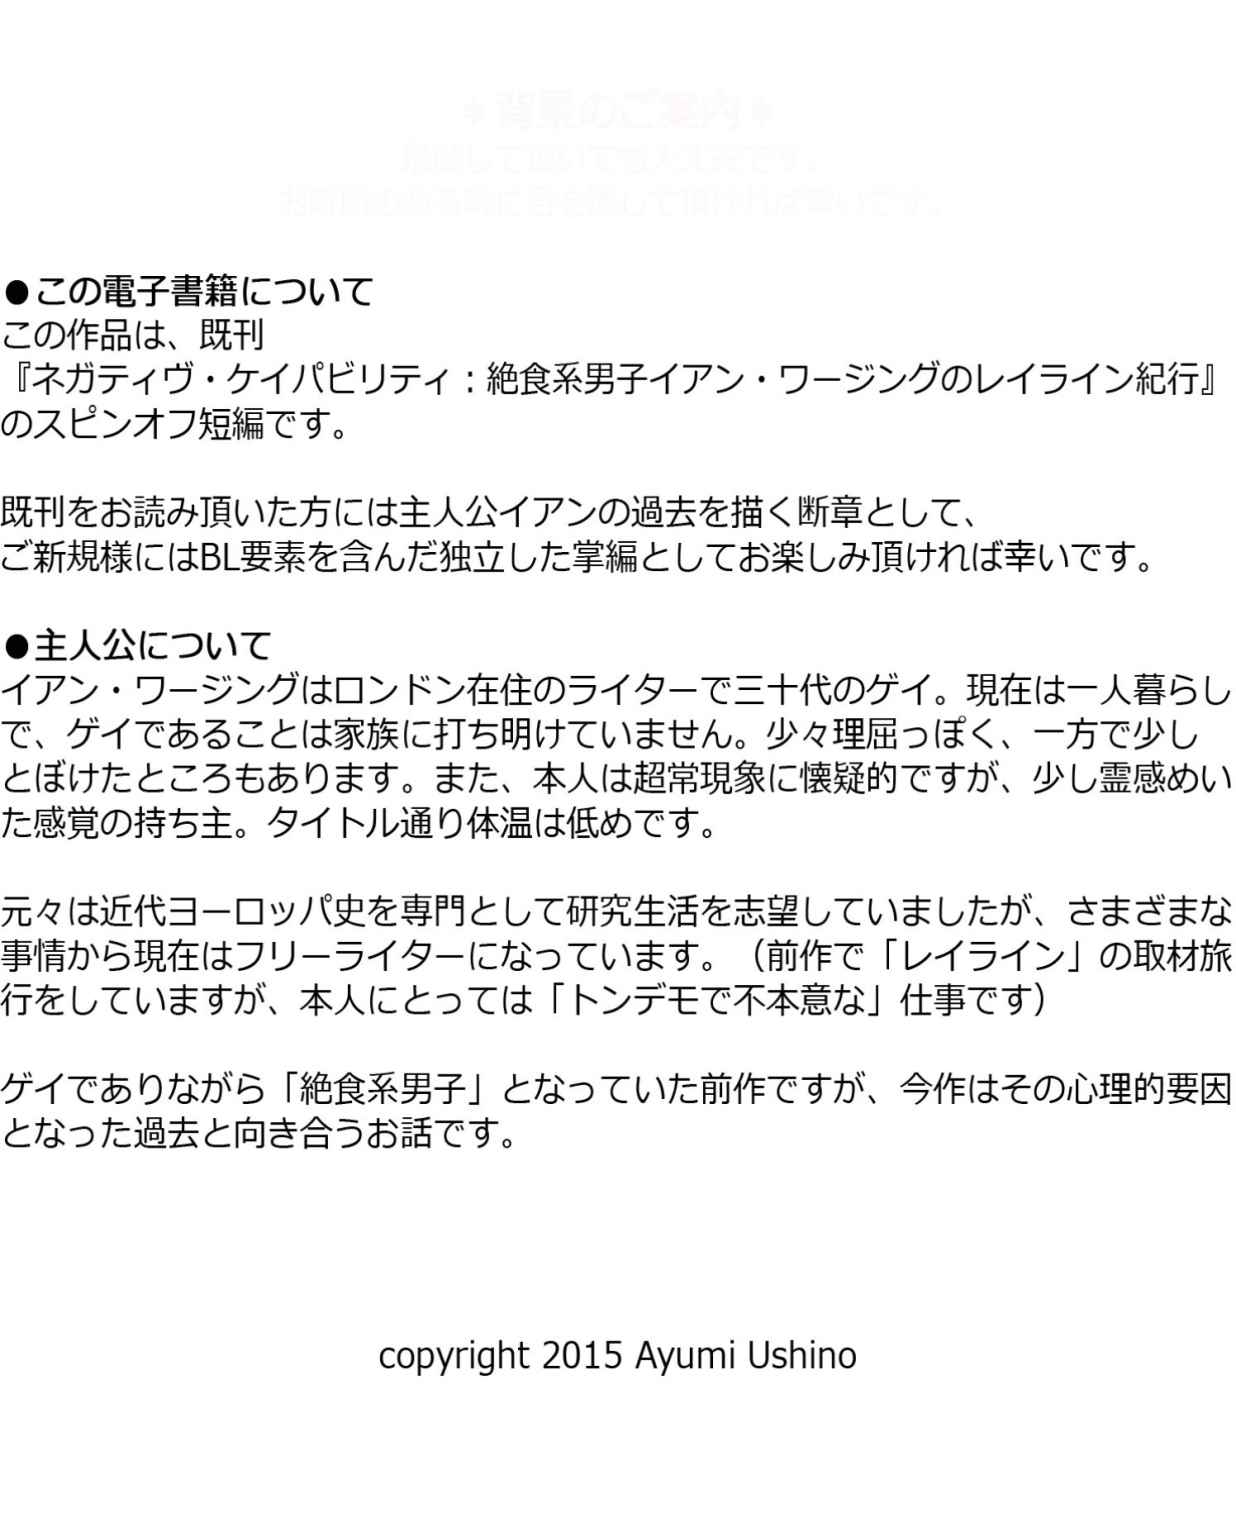 ＊背景のご案内＊
●この電子書籍について
この作品は、既刊
『ネガティヴ・ケイパビリティ：絶食系男子イアン・ワージングのレイライン紀行』
のスピンオフ短編です。
既刊をお読み頂いた方には主人公イアンの過去を描く断章として、
ご新規様にはBL要素を含んだ独立した掌編としてお楽しみ頂ければ幸いです。
●主人公について
イアン・ワージングはロンドン在住のライターで三十代のゲイ。現在は一人暮らし
で、ゲイであることは家族に打ち明けていません。少々理屈っぽく、一方で少し
とぼけたところもあります。また、本人は超常現象に懐疑的ですが、少し霊感めい
た感覚の持ち主。タイトル通り体温は低めです。
元々は近代ヨーロッパ史を専門として研究生活を志望していましたが、さまざまな
事情から現在はフリーライターになっています。（前作で「レイライン」の取材旅
行をしていますが、本人にとっては「トンデモで不本意な」仕事です）
ゲイでありながら「絶食系男子」となっていた前作ですが、今作はその心理的要因
となった過去と向き合うお話です。
copyright 2015 Ayumi Ushino